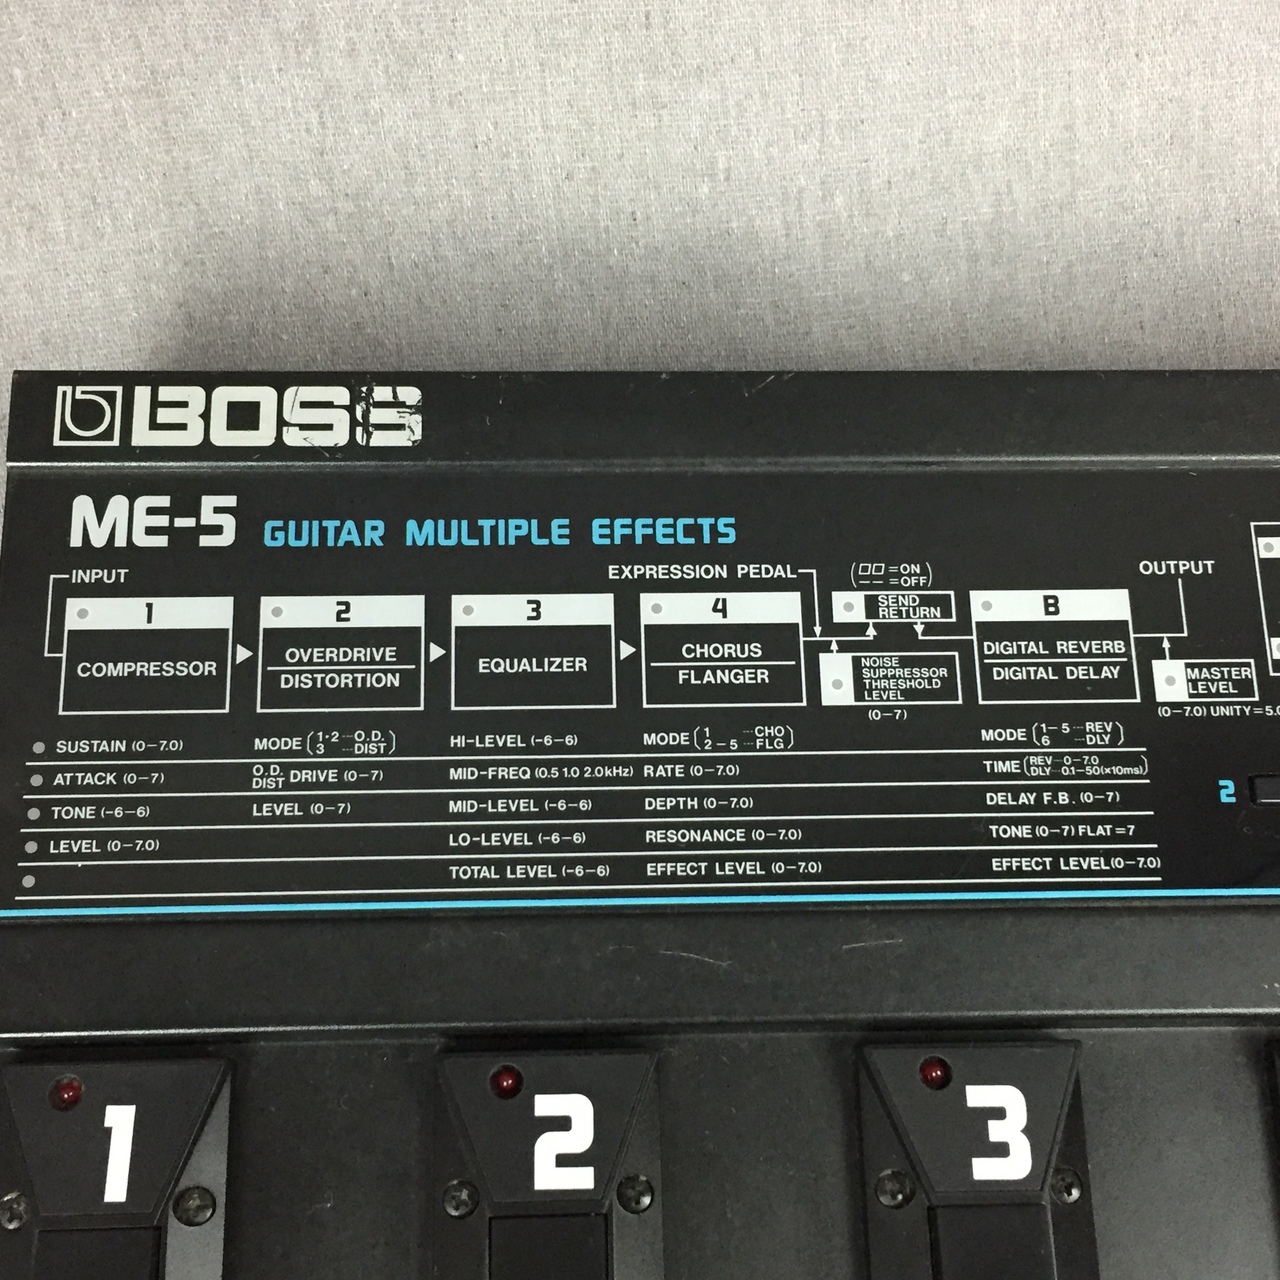 BOSS
ME-5 GUITAR MULTIPLE EFFECTS
INPUT
EXPRESSION PEDAL
(□□=ON
−−=OFF)
OUTPUT
1
COMPRESSOR
2
OVERDRIVE
DISTORTION
3
EQUALIZER
4
CHORUS
FLANGER
SEND
RETURN
NOISE
SUPPRESSOR
THRESHOLD
LEVEL
(0–7)
B
DIGITAL REVERB
DIGITAL DELAY
MASTER
LEVEL
(0–7.0) UNITY=5.0
SUSTAIN (0–7.0)
ATTACK (0–7)
TONE (−6–6)
LEVEL (0–7.0)
MODE (1·2···O.D.
3 ···DIST)
O.D.
DIST DRIVE (0–7)
LEVEL (0–7)
HI-LEVEL (−6–6)
MID-FREQ (0.5 1.0 2.0kHz)
MID-LEVEL (−6–6)
LO-LEVEL (−6–6)
TOTAL LEVEL (−6–6)
MODE (1 ···CHO
2–5···FLG)
RATE (0–7.0)
DEPTH (0–7.0)
RESONANCE (0–7.0)
EFFECT LEVEL (0–7.0)
MODE (1–5···REV
6 ···DLY)
TIME (REV···0–7.0
DLY···0.1–50(×10ms))
DELAY F.B. (0–7)
TONE (0–7) FLAT=7
EFFECT LEVEL (0–7.0)
2
1
2
3